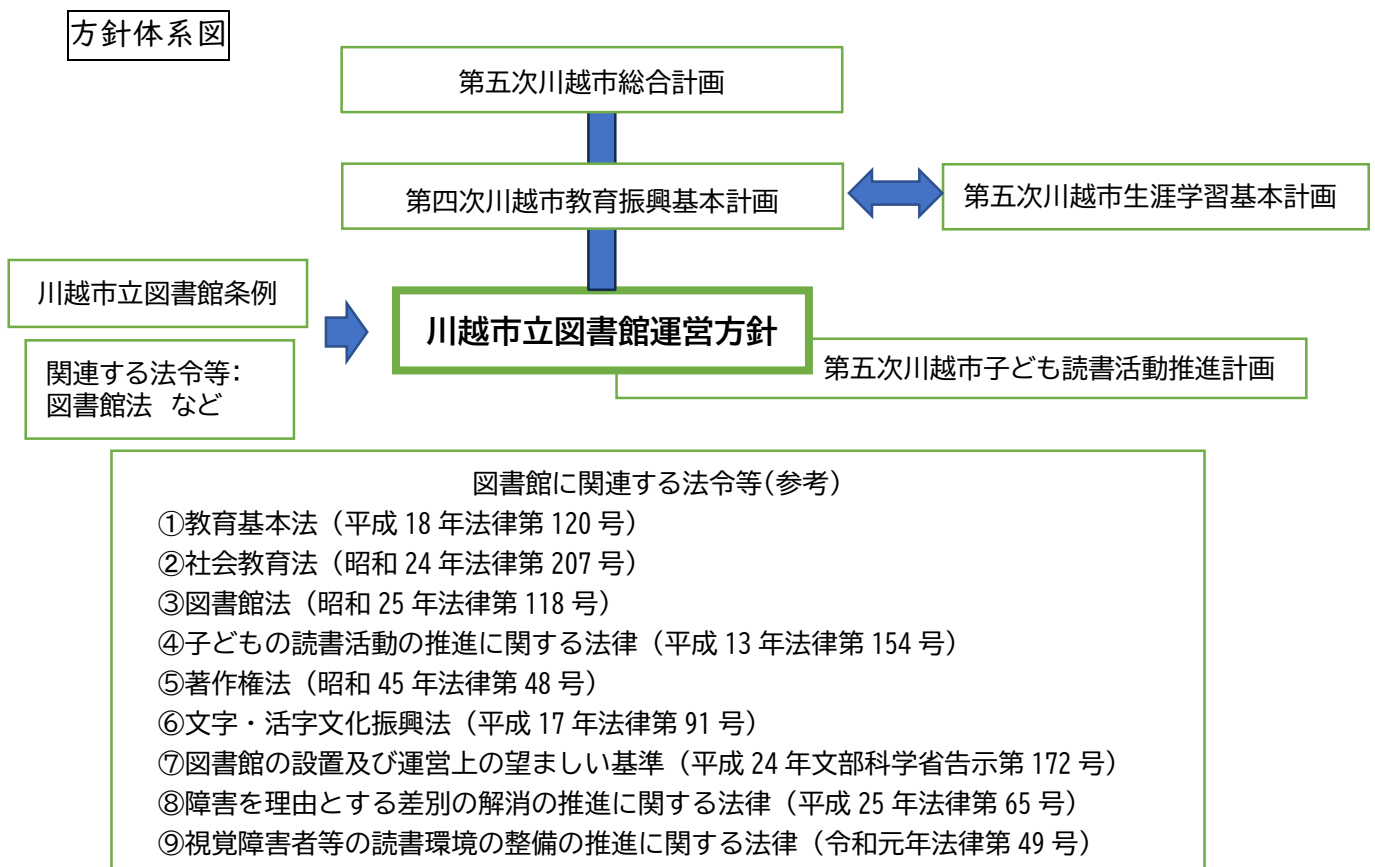 方針体系図
第五次川越市総合計画
第四次川越市教育振興基本計画
第五次川越市生涯学習基本計画
川越市立図書館条例
関連する法令等：
図書館法　など
川越市立図書館運営方針
第五次川越市子ども読書活動推進計画
図書館に関連する法令等（参考）
①教育基本法（平成 18 年法律第 120 号）
②社会教育法（昭和 24 年法律第 207 号）
③図書館法（昭和 25 年法律第 118 号）
④子どもの読書活動の推進に関する法律（平成 13 年法律第 154 号）
⑤著作権法（昭和 45 年法律第 48 号）
⑥文字・活字文化振興法（平成 17 年法律第 91 号）
⑦図書館の設置及び運営上の望ましい基準（平成 24 年文部科学省告示第 172 号）
⑧障害を理由とする差別の解消の推進に関する法律（平成 25 年法律第 65 号）
⑨視覚障害者等の読書環境の整備の推進に関する法律（令和元年法律第 49 号）